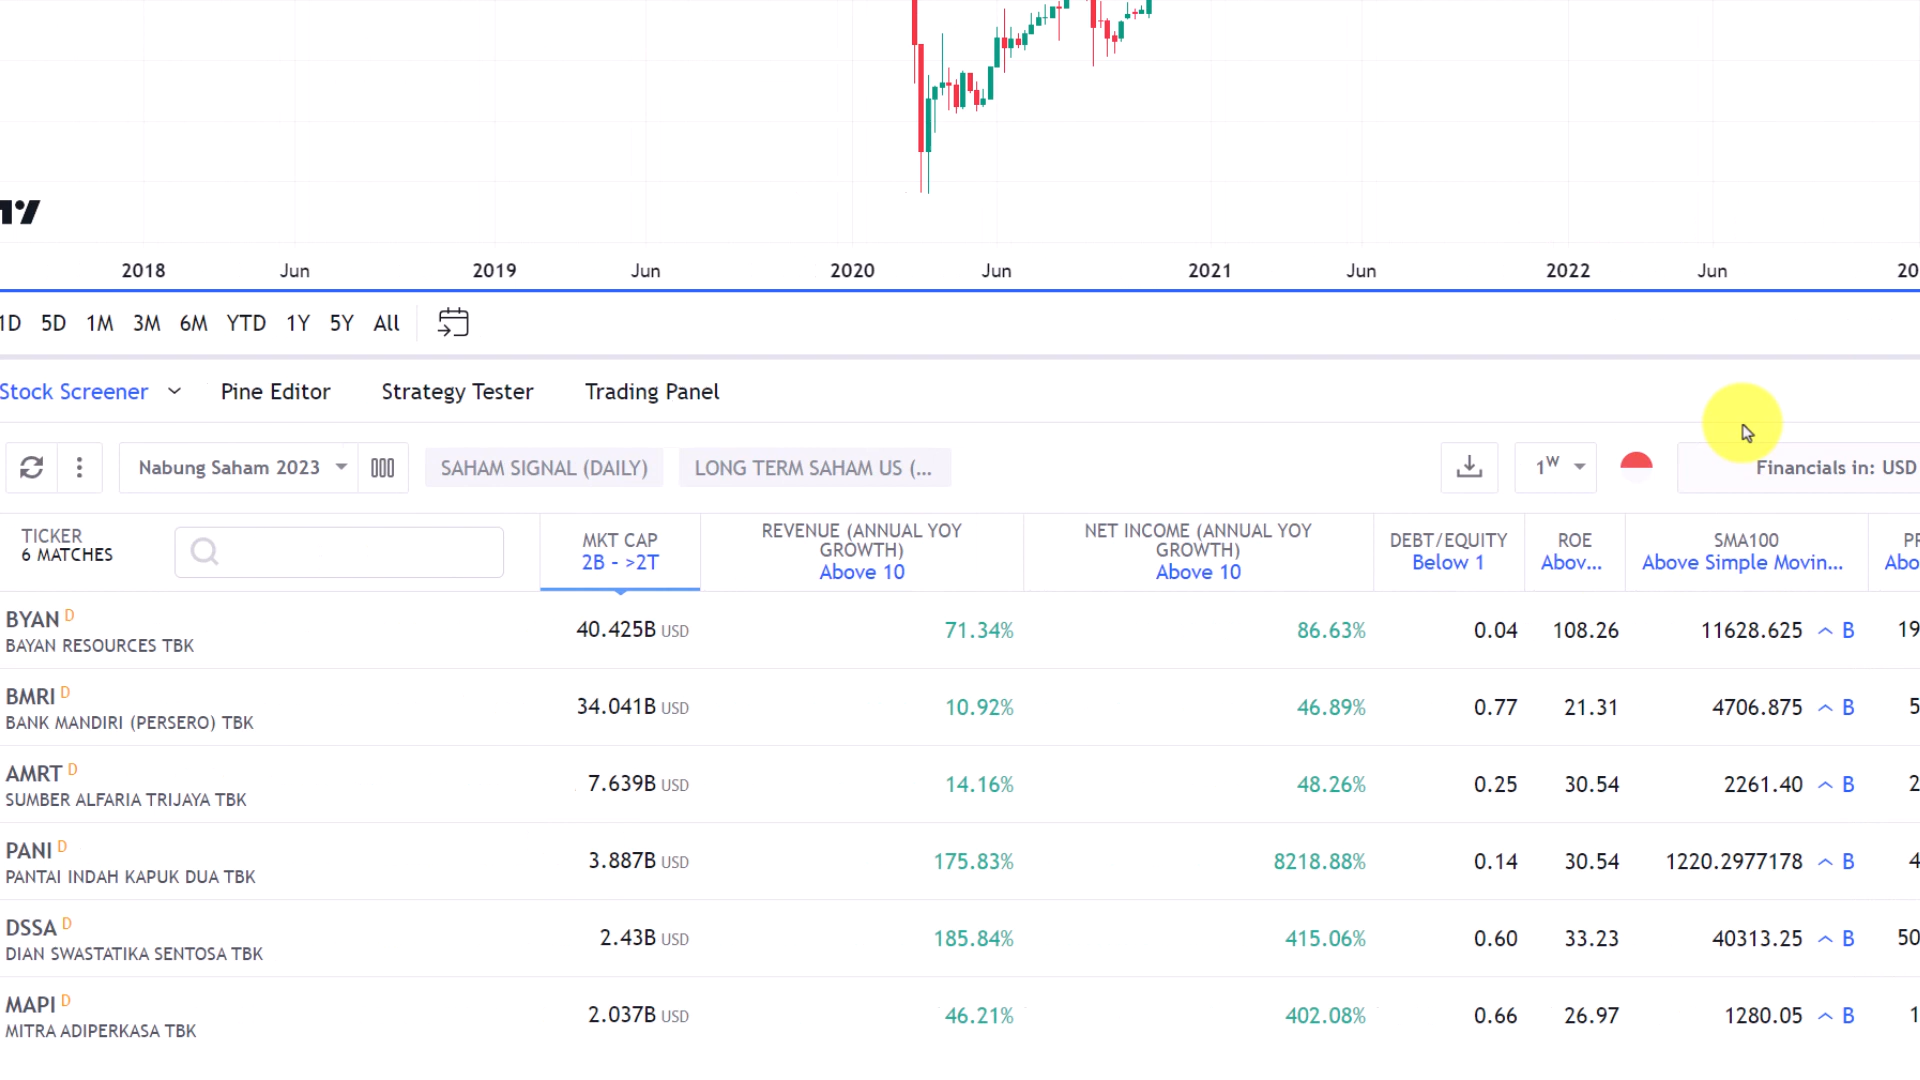 2018 Jun 2019 Jun 2020 Jun 2021 Jun 2022 Jun 20
1D 5D 1M 3M 6M YTD 1Y 5Y All
Stock Screener Pine Editor Strategy Tester Trading Panel
Nabung Saham 2023 SAHAM SIGNAL (DAILY) LONG TERM SAHAM US (... 1W Financials in: USD
TICKER
6 MATCHES
MKT CAP
2B - >2T
REVENUE (ANNUAL YOY
GROWTH)
Above 10
NET INCOME (ANNUAL YOY
GROWTH)
Above 10
DEBT/EQUITY
Below 1
ROE
Abov...
SMA100
Above Simple Movin...
PR
Abo
BYAN D 40.425B USD 71.34% 86.63% 0.04 108.26 11628.625 B 19
BAYAN RESOURCES TBK
BMRI D 34.041B USD 10.92% 46.89% 0.77 21.31 4706.875 B 5
BANK MANDIRI (PERSERO) TBK
AMRT D 7.639B USD 14.16% 48.26% 0.25 30.54 2261.40 B 2
SUMBER ALFARIA TRIJAYA TBK
PANI D 3.887B USD 175.83% 8218.88% 0.14 30.54 1220.2977178 B 4
PANTAI INDAH KAPUK DUA TBK
DSSA D 2.43B USD 185.84% 415.06% 0.60 33.23 40313.25 B 50
DIAN SWASTATIKA SENTOSA TBK
MAPI D 2.037B USD 46.21% 402.08% 0.66 26.97 1280.05 B 1
MITRA ADIPERKASA TBK